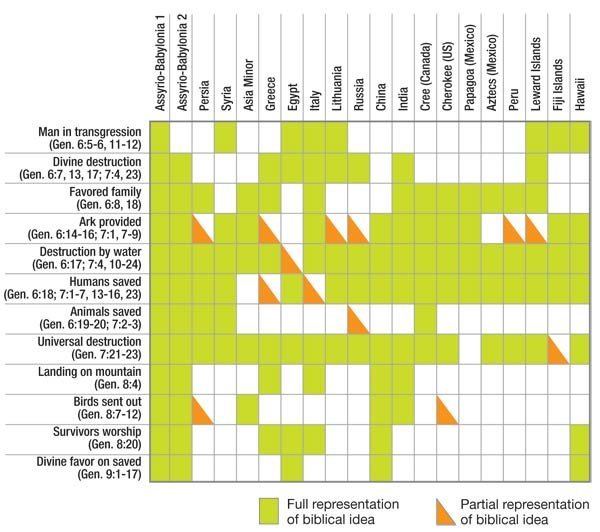 Assyrio-Babylonia 1
Assyrio-Babylonia 2
Persia
Syria
Asia Minor
Greece
Egypt
Italy
Lithuania
Russia
China
India
Cree (Canada)
Cherokee (US)
Papagoa (Mexico)
Aztecs (Mexico)
Peru
Leward Islands
Fiji Islands
Hawaii
Man in transgression
(Gen. 6:5-6, 11-12)
Divine destruction
(Gen. 6:7, 13, 17; 7:4, 23)
Favored family
(Gen. 6:8, 18)
Ark provided
(Gen. 6:14-16; 7:1, 7-9)
Destruction by water
(Gen. 6:17; 7:4, 10-24)
Humans saved
(Gen. 6:18; 7:1-7, 13-16, 23)
Animals saved
(Gen. 6:19-20; 7:2-3)
Universal destruction
(Gen. 7:21-23)
Landing on mountain
(Gen. 8:4)
Birds sent out
(Gen. 8:7-12)
Survivors worship
(Gen. 8:20)
Divine favor on saved
(Gen. 9:1-17)
Full representation
of biblical idea
Partial representation
of biblical idea